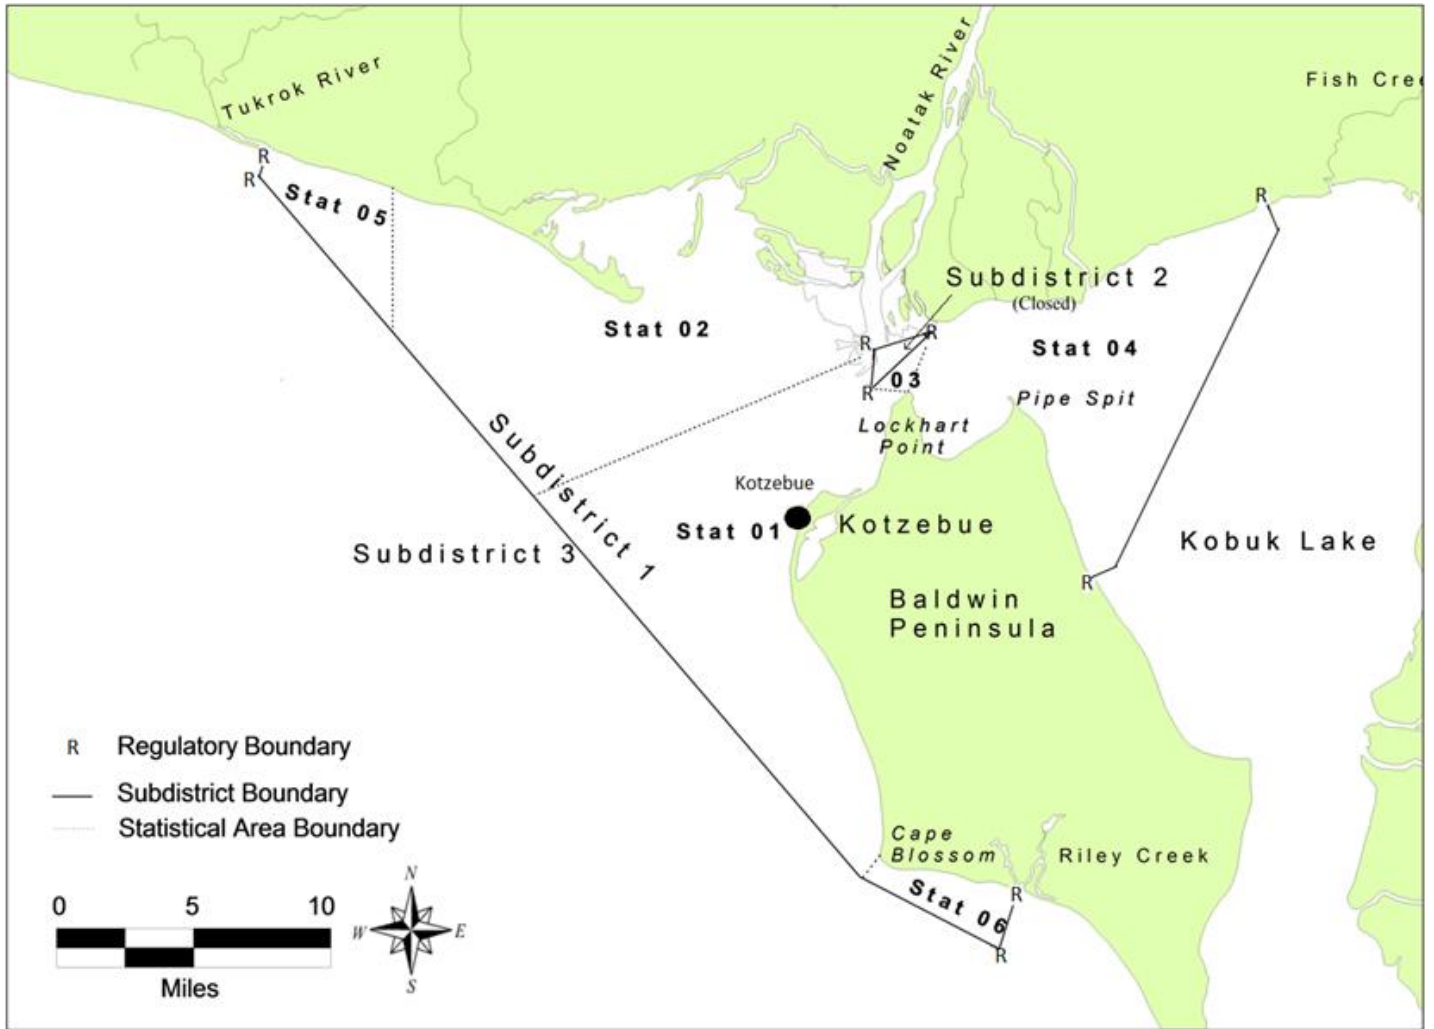 Tukrok River
Noatak River
Fish Cree
R
R
R
Stat 05
Subdistrict 2
(Closed)
Stat 02
R
R
Stat 04
03
R
Pipe Spit
Lockhart
Point
Subdistrict 1
Kotzebue
Stat 01
Kotzebue
Subdistrict 3
Kobuk Lake
R
Baldwin
Peninsula
R Regulatory Boundary
Subdistrict Boundary
Statistical Area Boundary
Cape
Blossom
Riley Creek
R
Stat 06
R
0 5 10
Miles
N
W E
S